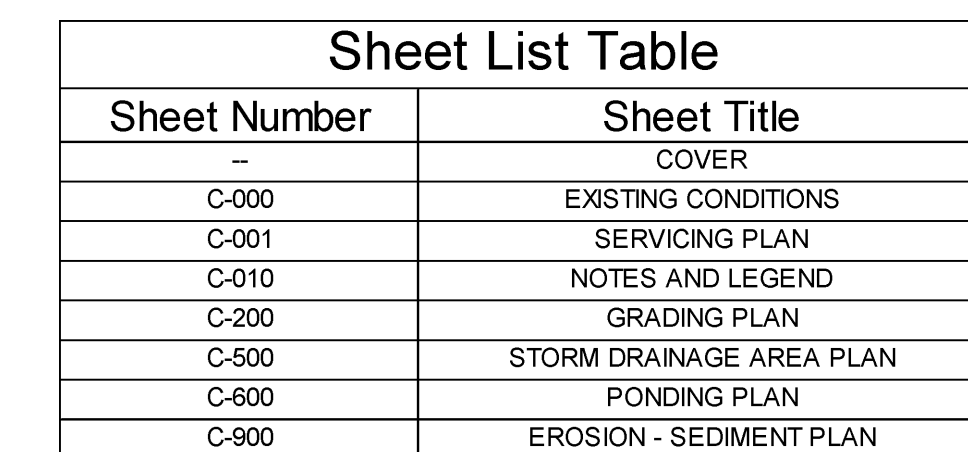 Sheet List Table
Sheet Number Sheet Title
-- COVER
C-000 EXISTING CONDITIONS
C-001 SERVICING PLAN
C-010 NOTES AND LEGEND
C-200 GRADING PLAN
C-500 STORM DRAINAGE AREA PLAN
C-600 PONDING PLAN
C-900 EROSION - SEDIMENT PLAN